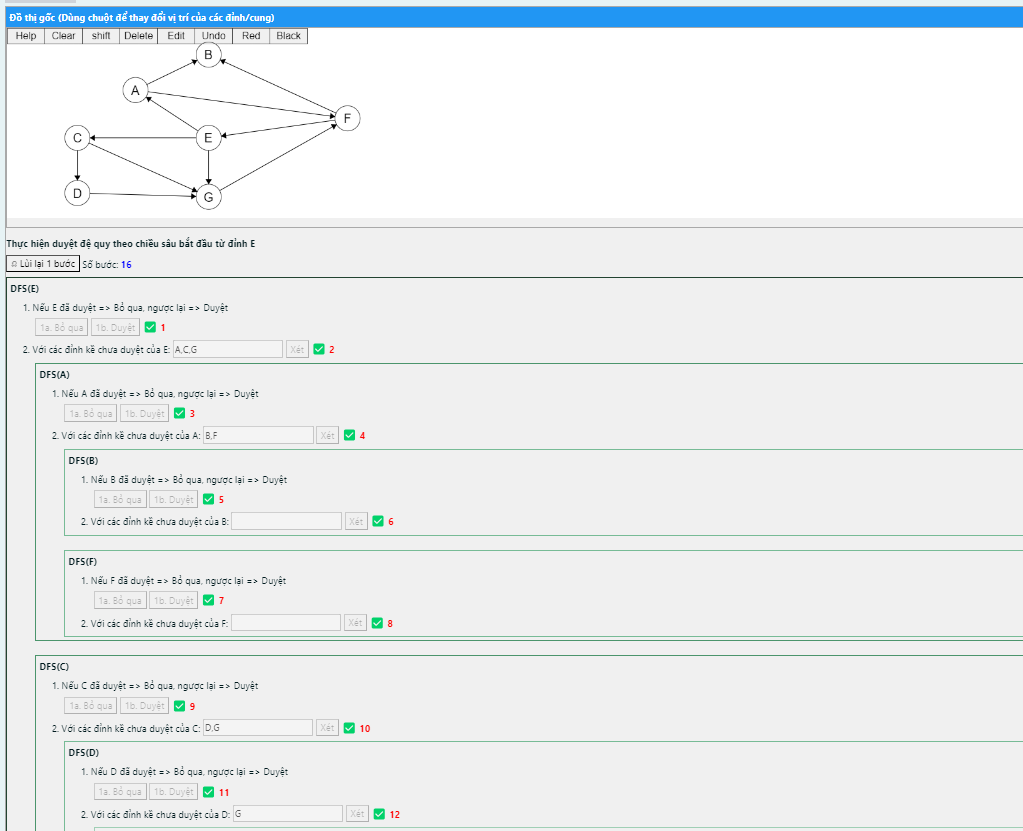 Đồ thị gốc (Dùng chuột để thay đổi vị trí của các đỉnh/cung)
Help Clear shift Delete Edit Undo Red Black
B
A
F
C E
D G
Thực hiện duyệt đệ quy theo chiều sâu bắt đầu từ đỉnh E
Lùi lại 1 bước Số bước: 16
DFS(E)
1. Nếu E đã duyệt => Bỏ qua, ngược lại => Duyệt
1a. Bỏ qua 1b. Duyệt 1
2. Với các đỉnh kề chưa duyệt của E: A,C,G Xét 2
DFS(A)
1. Nếu A đã duyệt => Bỏ qua, ngược lại => Duyệt
1a. Bỏ qua 1b. Duyệt 3
2. Với các đỉnh kề chưa duyệt của A: B,F Xét 4
DFS(B)
1. Nếu B đã duyệt => Bỏ qua, ngược lại => Duyệt
1a. Bỏ qua 1b. Duyệt 5
2. Với các đỉnh kề chưa duyệt của B: Xét 6
DFS(F)
1. Nếu F đã duyệt => Bỏ qua, ngược lại => Duyệt
1a. Bỏ qua 1b. Duyệt 7
2. Với các đỉnh kề chưa duyệt của F: Xét 8
DFS(C)
1. Nếu C đã duyệt => Bỏ qua, ngược lại => Duyệt
1a. Bỏ qua 1b. Duyệt 9
2. Với các đỉnh kề chưa duyệt của C: D,G Xét 10
DFS(D)
1. Nếu D đã duyệt => Bỏ qua, ngược lại => Duyệt
1a. Bỏ qua 1b. Duyệt 11
2. Với các đỉnh kề chưa duyệt của D: G Xét 12